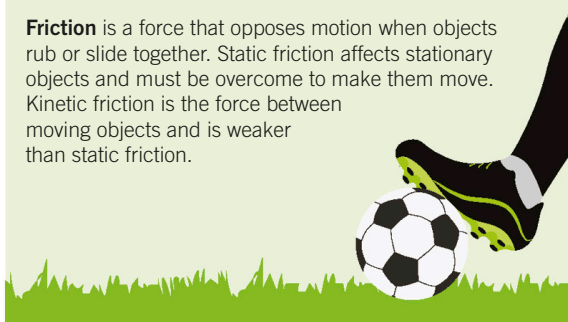 Friction is a force that opposes motion when objects
rub or slide together. Static friction affects stationary
objects and must be overcome to make them move.
Kinetic friction is the force between
moving objects and is weaker
than static friction.